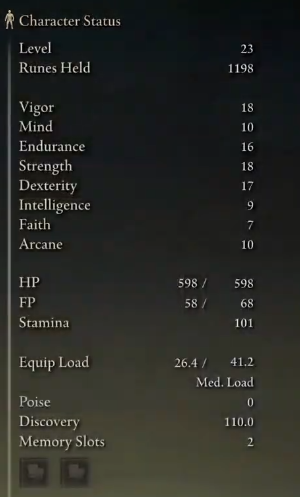 Character Status
Level 23
Runes Held 1198
Vigor 18
Mind 10
Endurance 16
Strength 18
Dexterity 17
Intelligence 9
Faith 7
Arcane 10
HP 598 / 598
FP 58 / 68
Stamina 101
Equip Load 26.4 / 41.2
Med. Load
Poise 0
Discovery 110.0
Memory Slots 2